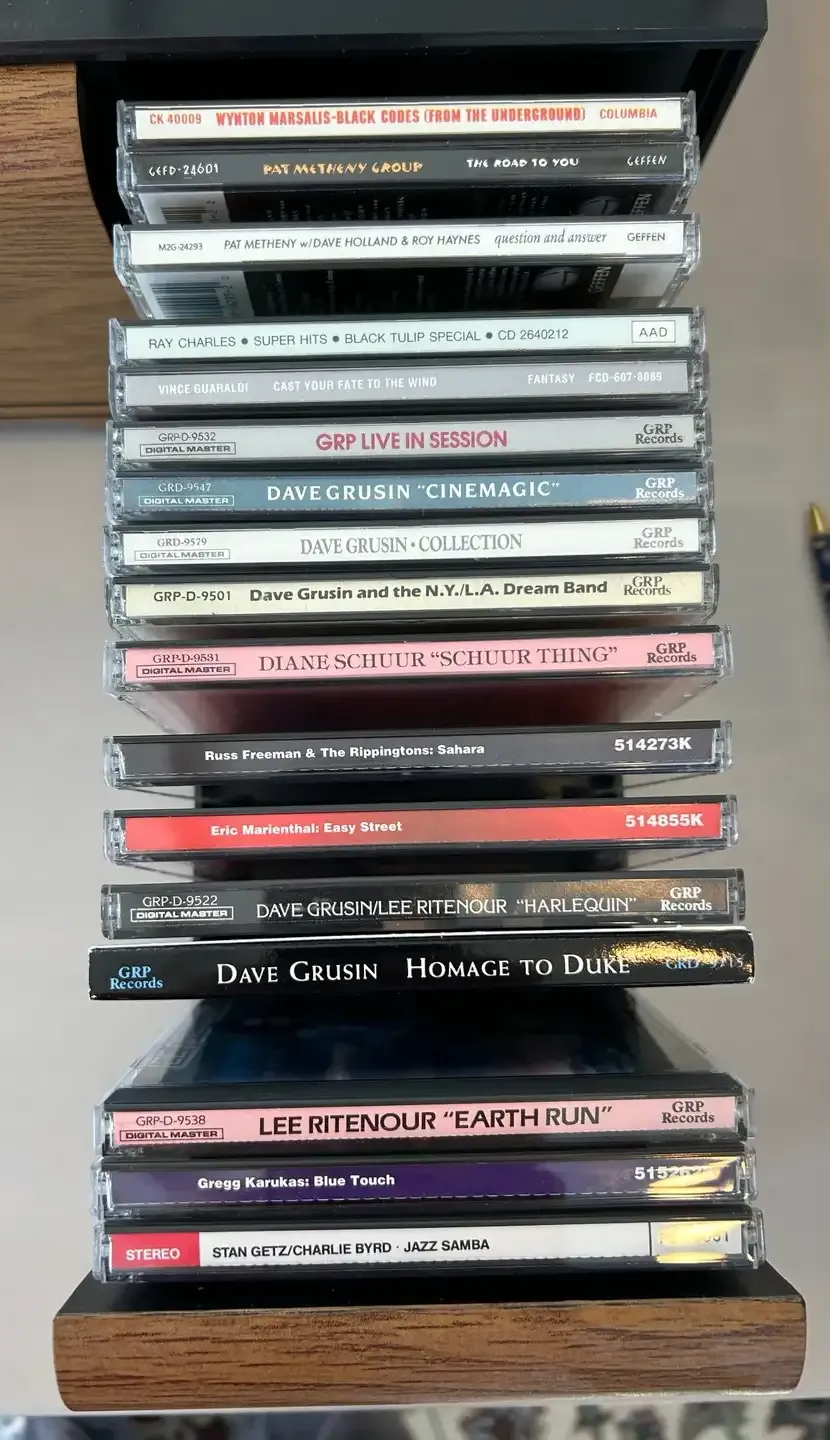 CK 40009 WYNTON MARSALIS-BLACK CODES (FROM THE UNDERGROUND) COLUMBIA
GEFD-24601 PAT METHENY GROUP THE ROAD TO YOU GEFFEN
GEFFEN
M2G-24293 PAT METHENY w/DAVE HOLLAND & ROY HAYNES question and answer GEFFEN
GEFFEN
RAY CHARLES • SUPER HITS • BLACK TULIP SPECIAL • CD 2640212 AAD
VINCE GUARALDI CAST YOUR FATE TO THE WIND FANTASY FCD-607-8089
GRP-D-9532 DIGITAL MASTER GRP LIVE IN SESSION GRP Records
GRD-9547 DIGITAL MASTER DAVE GRUSIN "CINEMAGIC" GRP Records
GRD-9579 DIGITAL MASTER DAVE GRUSIN • COLLECTION GRP Records
GRP-D-9501 Dave Grusin and the N.Y./L.A. Dream Band GRP Records
GRP-D-9531 DIGITAL MASTER DIANE SCHUUR "SCHUUR THING" GRP Records
Russ Freeman & The Rippingtons: Sahara 514273K
Eric Marienthal: Easy Street 514855K
GRP-D-9522 DIGITAL MASTER DAVE GRUSIN/LEE RITENOUR "HARLEQUIN" GRP Records
GRP Records DAVE GRUSIN HOMAGE TO DUKE GRD-9715
GRP-D-9538 DIGITAL MASTER LEE RITENOUR "EARTH RUN" GRP Records
Gregg Karukas: Blue Touch
STEREO STAN GETZ/CHARLIE BYRD · JAZZ SAMBA